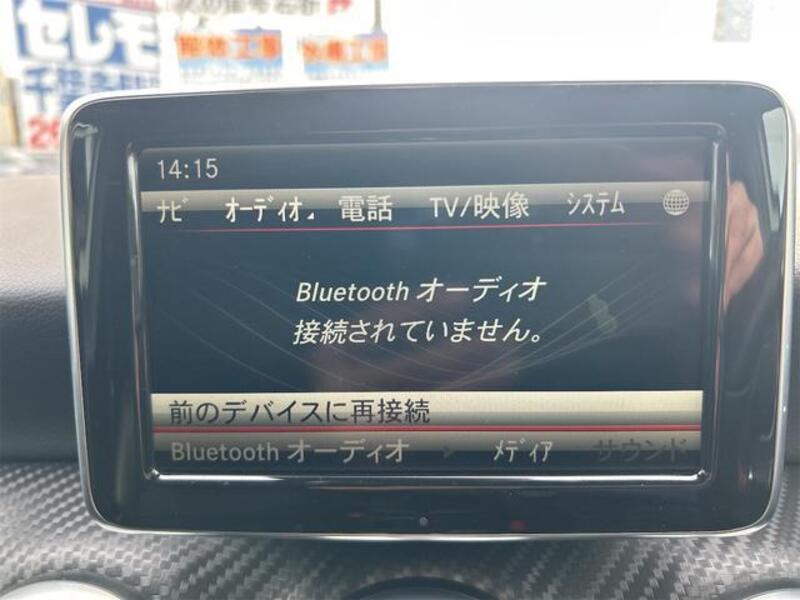 セレモ
14:15
ﾅﾋﾞ ｵｰﾃﾞｨｵ 電話 TV/映像 ｼｽﾃﾑ
Bluetooth オーディオ
接続されていません。
前のデバイスに再接続
Bluetooth オーディオ ﾒﾃﾞｨｱ サウンド